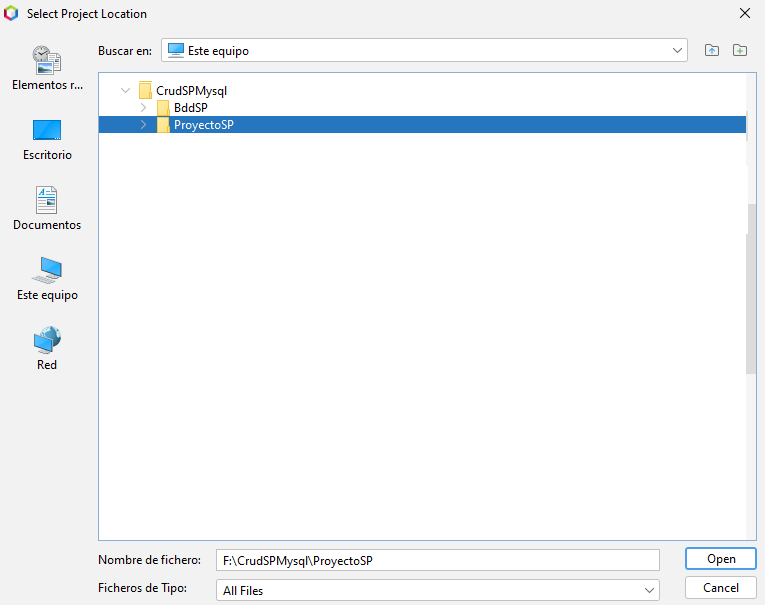 Select Project Location
Buscar en:
Este equipo
Elementos r...
Escritorio
Documentos
Este equipo
Red
CrudSPMysql
BddSP
ProyectoSP
Nombre de fichero:
F:\CrudSPMysql\ProyectoSP
Open
Ficheros de Tipo:
All Files
Cancel